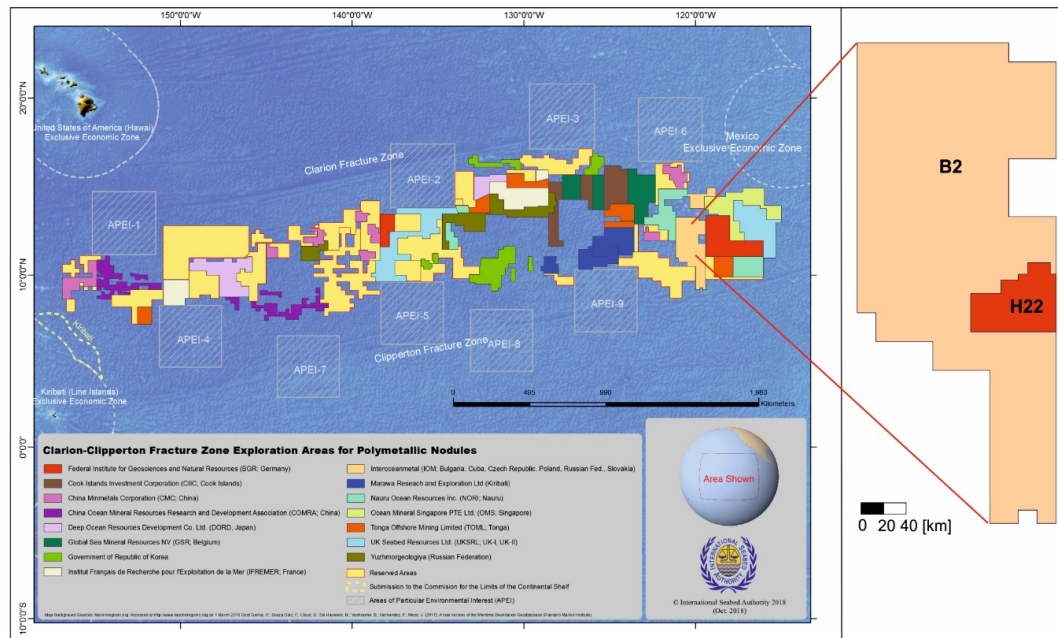 150°0'0"W
140°0'0"W
130°0'0"W
120°0'0"W
20°0'0"N
10°0'0"N
0°0'0"
10°0'0"S
United States of America (Hawai)
Exclusive Economic Zone
Mexico
Exclusive Economic Zone
Clarion Fracture Zone
Clipperton Fracture Zone
APEI-1
APEI-2
APEI-3
APEI-6
APEI-4
APEI-5
APEI-7
APEI-8
APEI-9
Kiribati
Kiribati (Line Islands)
Exclusive Economic Zone
0 495 990 1,980
Kilometers
Clarion-Clipperton Fracture Zone Exploration Areas for Polymetallic Nodules
Federal Institute for Geosciences and Natural Resources (BGR; Germany)
Cook Islands Investment Corporation (CIIC; Cook Islands)
China Minmetals Corporation (CMC; China)
China Ocean Mineral Resources Research and Development Association (COMRA; China)
Deep Ocean Resources Development Co. Ltd. (DORD; Japan)
Global Sea Mineral Resources NV (GSR; Belgium)
Government of Republic of Korea
Institut Français de Recherche pour l'Exploitation de la Mer (IFREMER; France)
Interoceanmetal (IOM; Bulgaria, Cuba, Czech Republic, Poland, Russian Fed., Slovakia)
Marawa Reseach and Exploration Ltd (Kiribati)
Nauru Ocean Resources Inc. (NORI; Nauru)
Ocean Mineral Singapore PTE Ltd. (OMS; Singapore)
Tonga Offshore Mining Limited (TOML; Tonga)
UK Seabed Resources Ltd. (UKSRL; UK-I, UK-II)
Yuzhmorgeologiya (Russian Federation)
Reserved Areas
Submission to the Commision for the Limits of the Continental Shelf
Areas of Particular Environmental Interest (APEI)
Area Shown
INTERNATIONAL SEABED AUTHORITY
© International Seabed Authority 2018
(Oct. 2018)
B2
H22
0 20 40 [km]